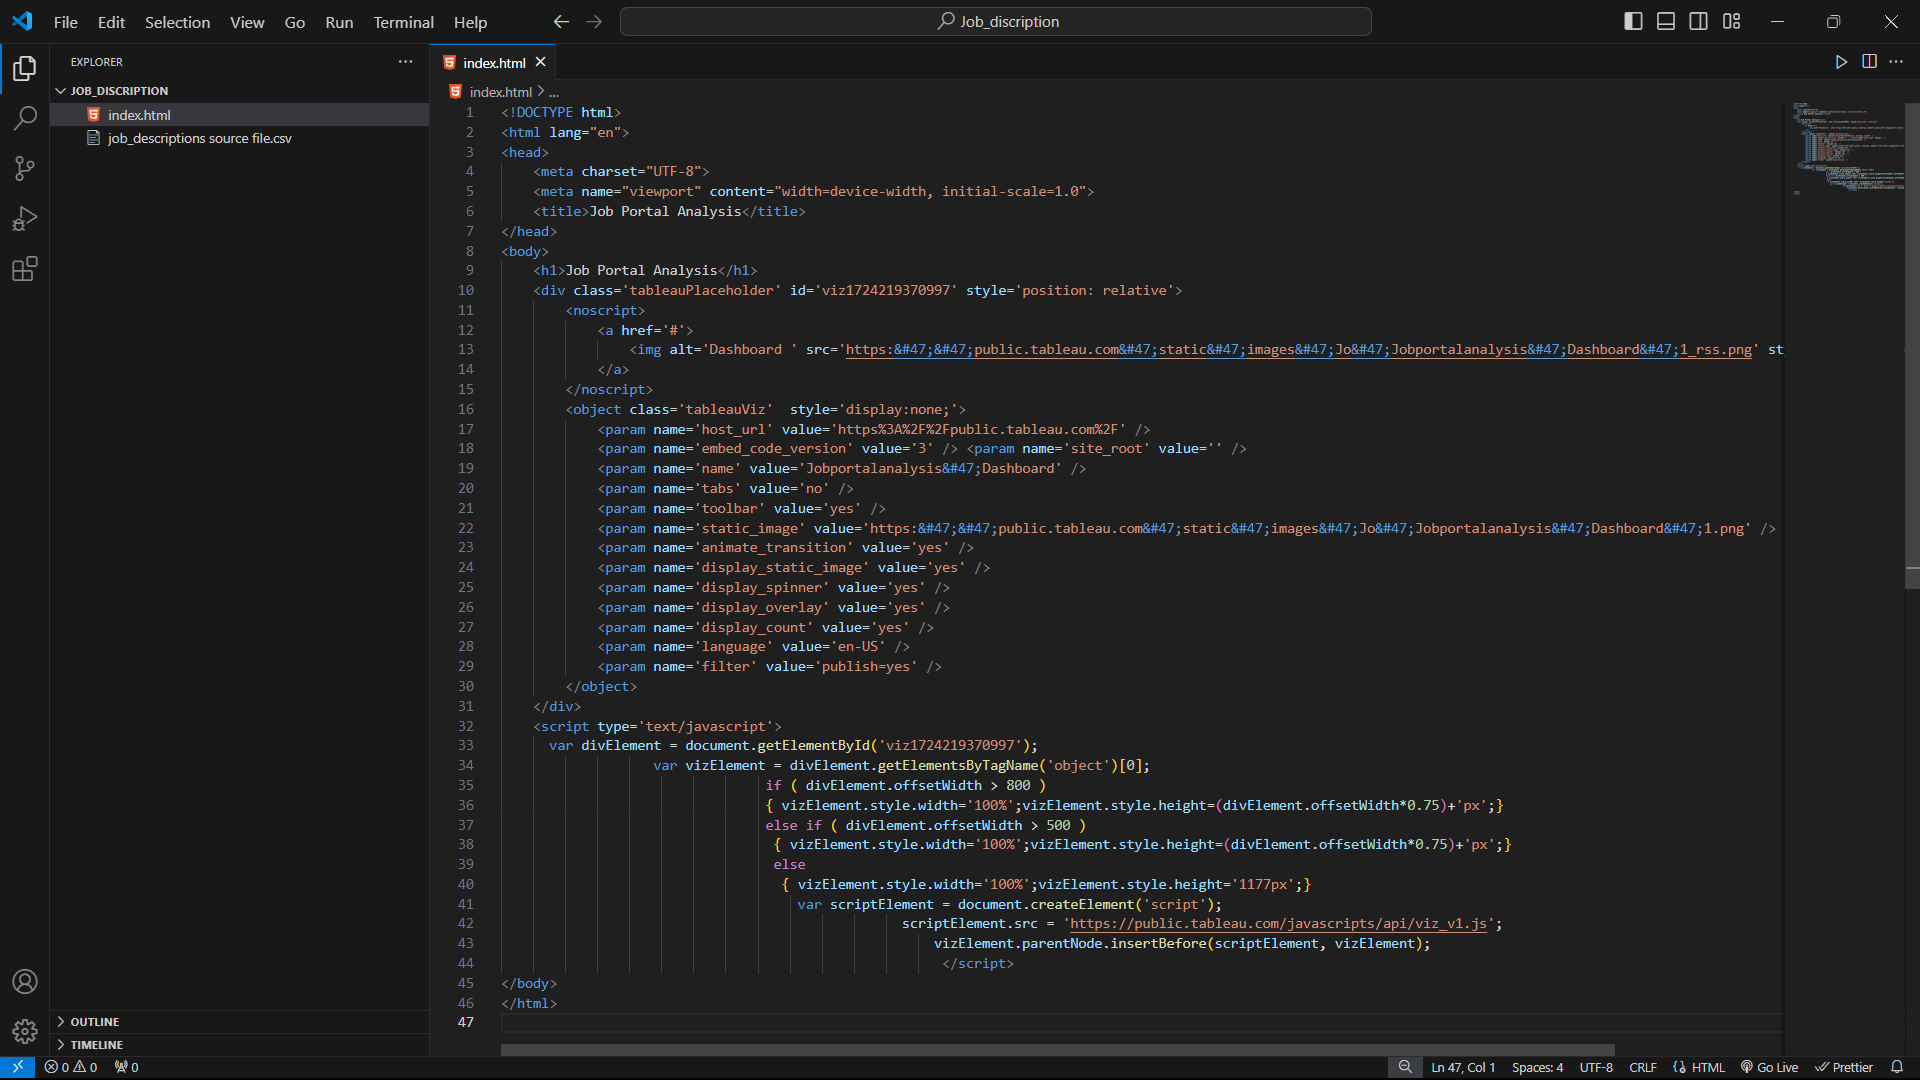 File Edit Selection View Go Run Terminal Help
Job_discription
EXPLORER
JOB_DISCRIPTION
index.html
job_descriptions source file.csv
OUTLINE
TIMELINE
index.html
index.html > ...
1 <!DOCTYPE html>
2 <html lang="en">
3 <head>
4 <meta charset="UTF-8">
5 <meta name="viewport" content="width=device-width, initial-scale=1.0">
6 <title>Job Portal Analysis</title>
7 </head>
8 <body>
9 <h1>Job Portal Analysis</h1>
10 <div class='tableauPlaceholder' id='viz1724219370997' style='position: relative'>
11 <noscript>
12 <a href='#'>
13 <img alt='Dashboard ' src='https:&#47;&#47;public.tableau.com&#47;static&#47;images&#47;Jo&#47;Jobportalanalysis&#47;Dashboard&#47;1_rss.png' st
14 </a>
15 </noscript>
16 <object class='tableauViz'  style='display:none;'>
17 <param name='host_url' value='https%3A%2F%2Fpublic.tableau.com%2F' />
18 <param name='embed_code_version' value='3' /> <param name='site_root' value='' />
19 <param name='name' value='Jobportalanalysis&#47;Dashboard' />
20 <param name='tabs' value='no' />
21 <param name='toolbar' value='yes' />
22 <param name='static_image' value='https:&#47;&#47;public.tableau.com&#47;static&#47;images&#47;Jo&#47;Jobportalanalysis&#47;Dashboard&#47;1.png' />
23 <param name='animate_transition' value='yes' />
24 <param name='display_static_image' value='yes' />
25 <param name='display_spinner' value='yes' />
26 <param name='display_overlay' value='yes' />
27 <param name='display_count' value='yes' />
28 <param name='language' value='en-US' />
29 <param name='filter' value='publish=yes' />
30 </object>
31 </div>
32 <script type='text/javascript'>
33 var divElement = document.getElementById('viz1724219370997');
34 var vizElement = divElement.getElementsByTagName('object')[0];
35 if ( divElement.offsetWidth > 800 )
36 { vizElement.style.width='100%';vizElement.style.height=(divElement.offsetWidth*0.75)+'px';}
37 else if ( divElement.offsetWidth > 500 )
38 { vizElement.style.width='100%';vizElement.style.height=(divElement.offsetWidth*0.75)+'px';}
39 else
40 { vizElement.style.width='100%';vizElement.style.height='1177px';}
41 var scriptElement = document.createElement('script');
42 scriptElement.src = 'https://public.tableau.com/javascripts/api/viz_v1.js';
43 vizElement.parentNode.insertBefore(scriptElement, vizElement);
44 </script>
45 </body>
46 </html>
47
0 0 0 Ln 47, Col 1 Spaces: 4 UTF-8 CRLF {} HTML Go Live Prettier